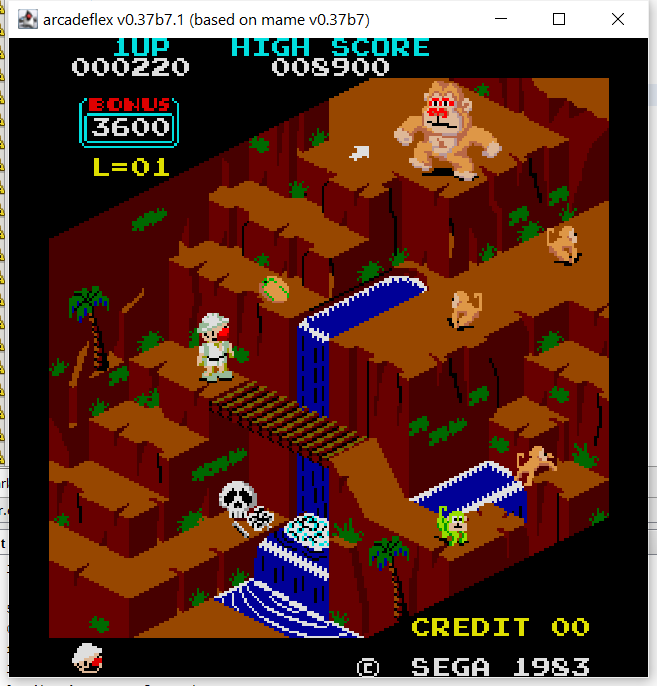 arcadeflex v0.37b7.1 (based on mame v0.37b7)
1UP HIGH SCORE
000220 008900
BONUS
3600
L=01
CREDIT 00
© SEGA 1983